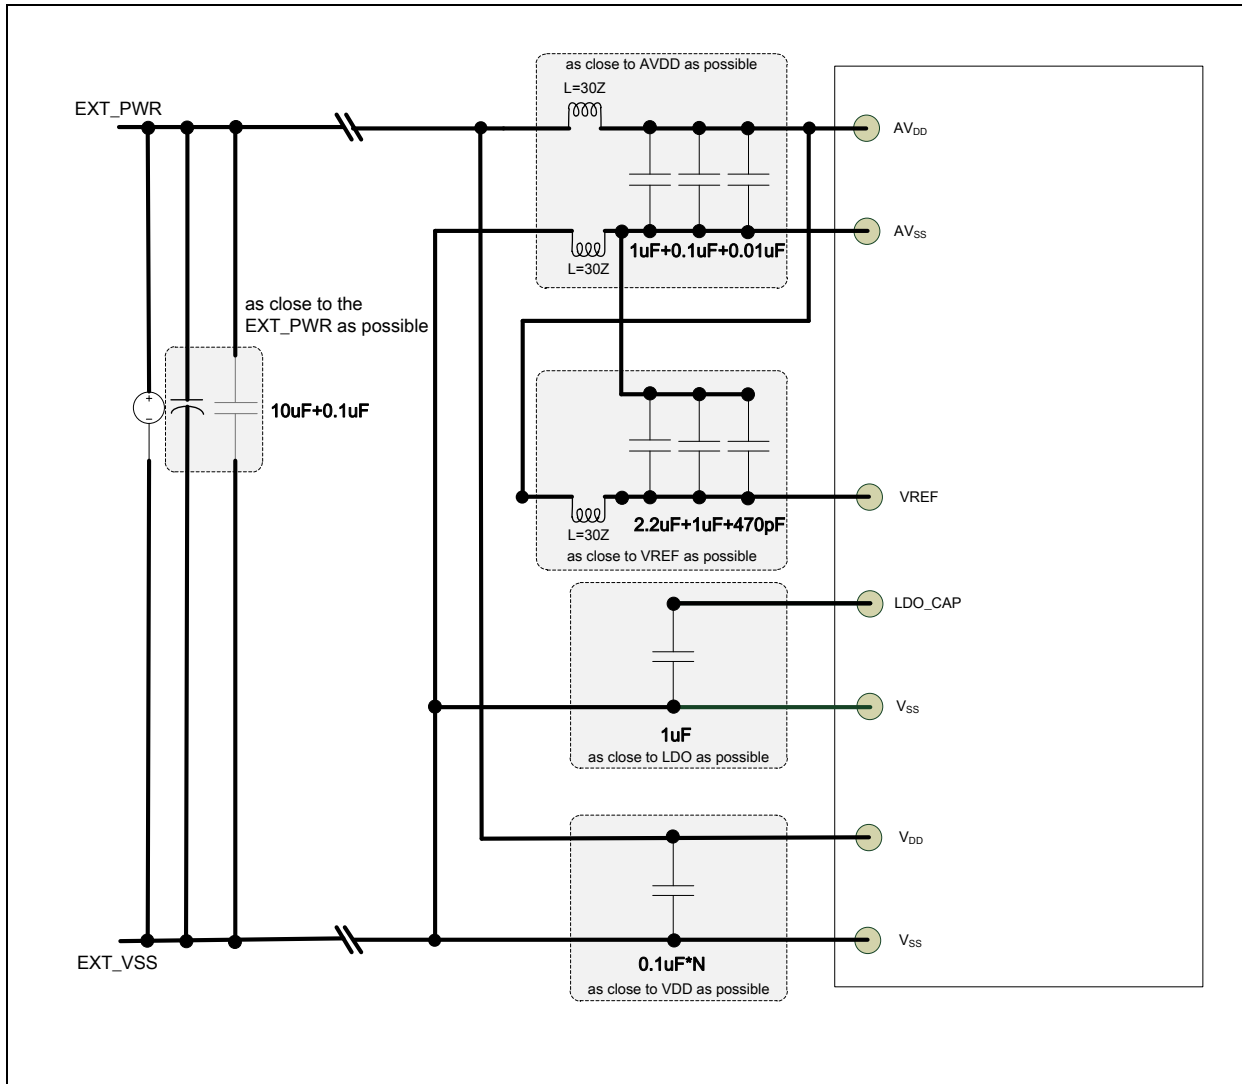 as close to AVDD as possible
L=30Z
EXT_PWR
AVDD
AVSS
1uF+0.1uF+0.01uF
L=30Z
as close to the
EXT_PWR as possible
+
-
10uF+0.1uF
VREF
2.2uF+1uF+470pF
L=30Z
as close to VREF as possible
LDO_CAP
VSS
1uF
as close to LDO as possible
VDD
VSS
EXT_VSS
0.1uF*N
as close to VDD as possible